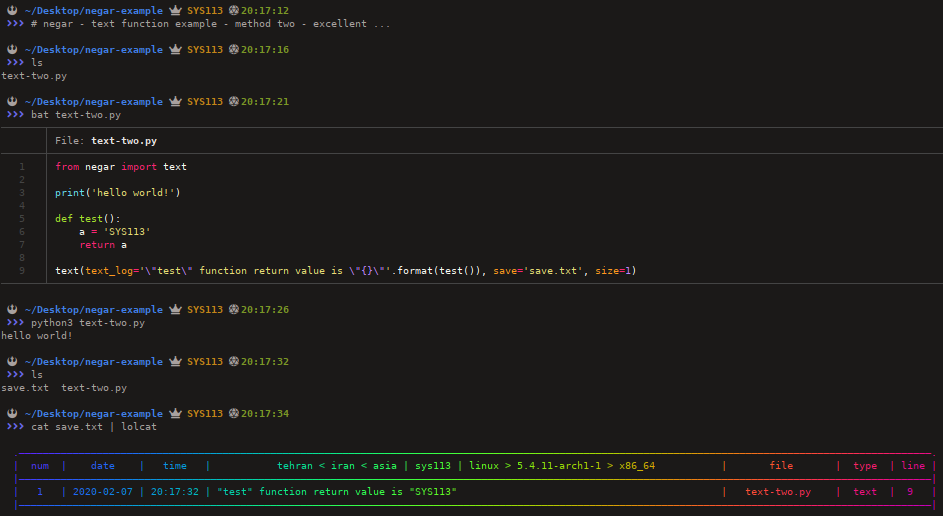 ~/Desktop/negar-example SYS113 20:17:12
>>> # negar - text function example - method two - excellent ...
~/Desktop/negar-example SYS113 20:17:16
>>> ls
text-two.py
~/Desktop/negar-example SYS113 20:17:21
>>> bat text-two.py
File: text-two.py
1 from negar import text
2
3 print('hello world!')
4
5 def test():
6     a = 'SYS113'
7     return a
8
9 text(text_log='\"test\" function return value is \"{}\"'.format(test()), save='save.txt', size=1)
~/Desktop/negar-example SYS113 20:17:26
>>> python3 text-two.py
hello world!
~/Desktop/negar-example SYS113 20:17:32
>>> ls
save.txt  text-two.py
~/Desktop/negar-example SYS113 20:17:34
>>> cat save.txt | lolcat
| num | date | time | tehran < iran < asia | sys113 | linux > 5.4.11-arch1-1 > x86_64 | file | type | line |
| 1 | 2020-02-07 | 20:17:32 | "test" function return value is "SYS113" | text-two.py | text | 9 |